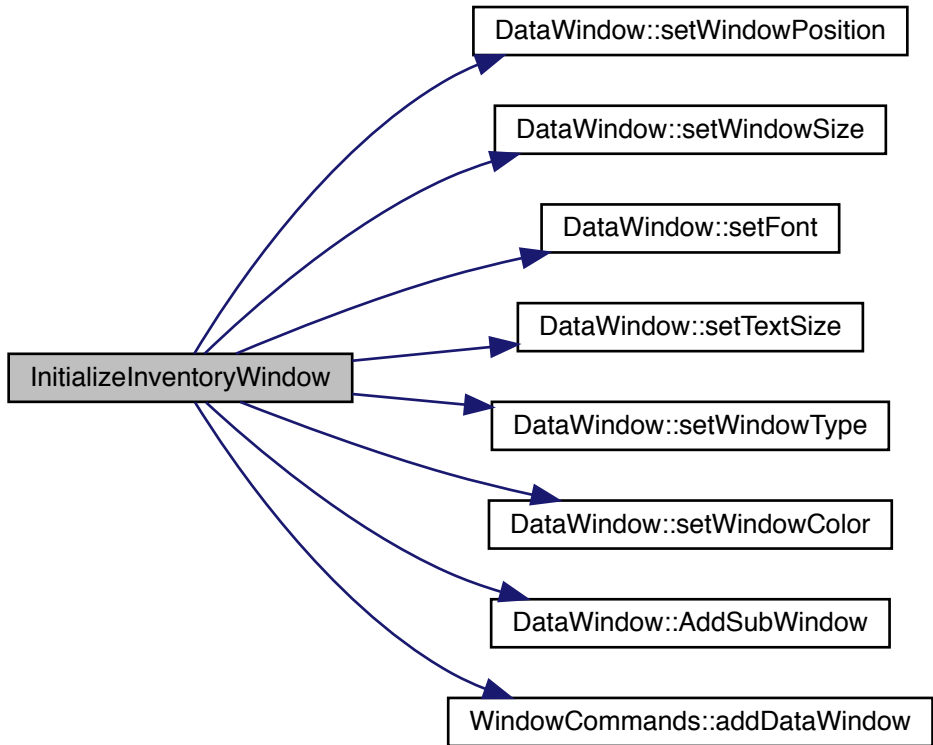 DataWindow::setWindowPosition
DataWindow::setWindowSize
DataWindow::setFont
DataWindow::setTextSize
InitializeInventoryWindow
DataWindow::setWindowType
DataWindow::setWindowColor
DataWindow::AddSubWindow
WindowCommands::addDataWindow